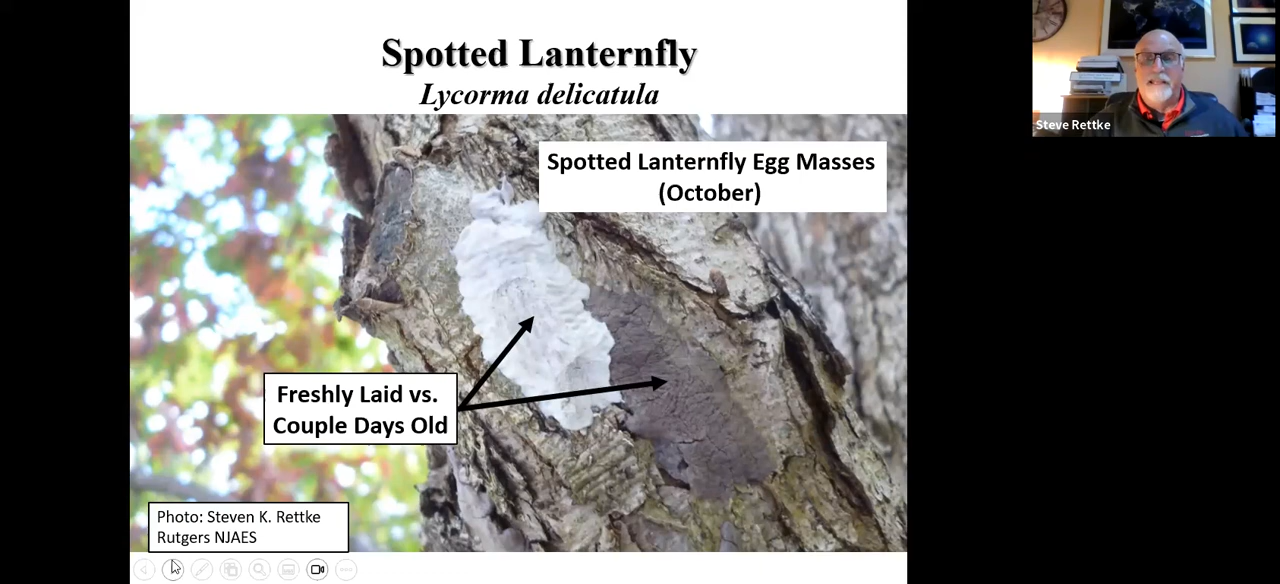 Spotted Lanternfly
Lycorma delicatula
Spotted Lanternfly Egg Masses
(October)
Freshly Laid vs.
Couple Days Old
Photo: Steven K. Rettke
Rutgers NJAES
Steve Rettke